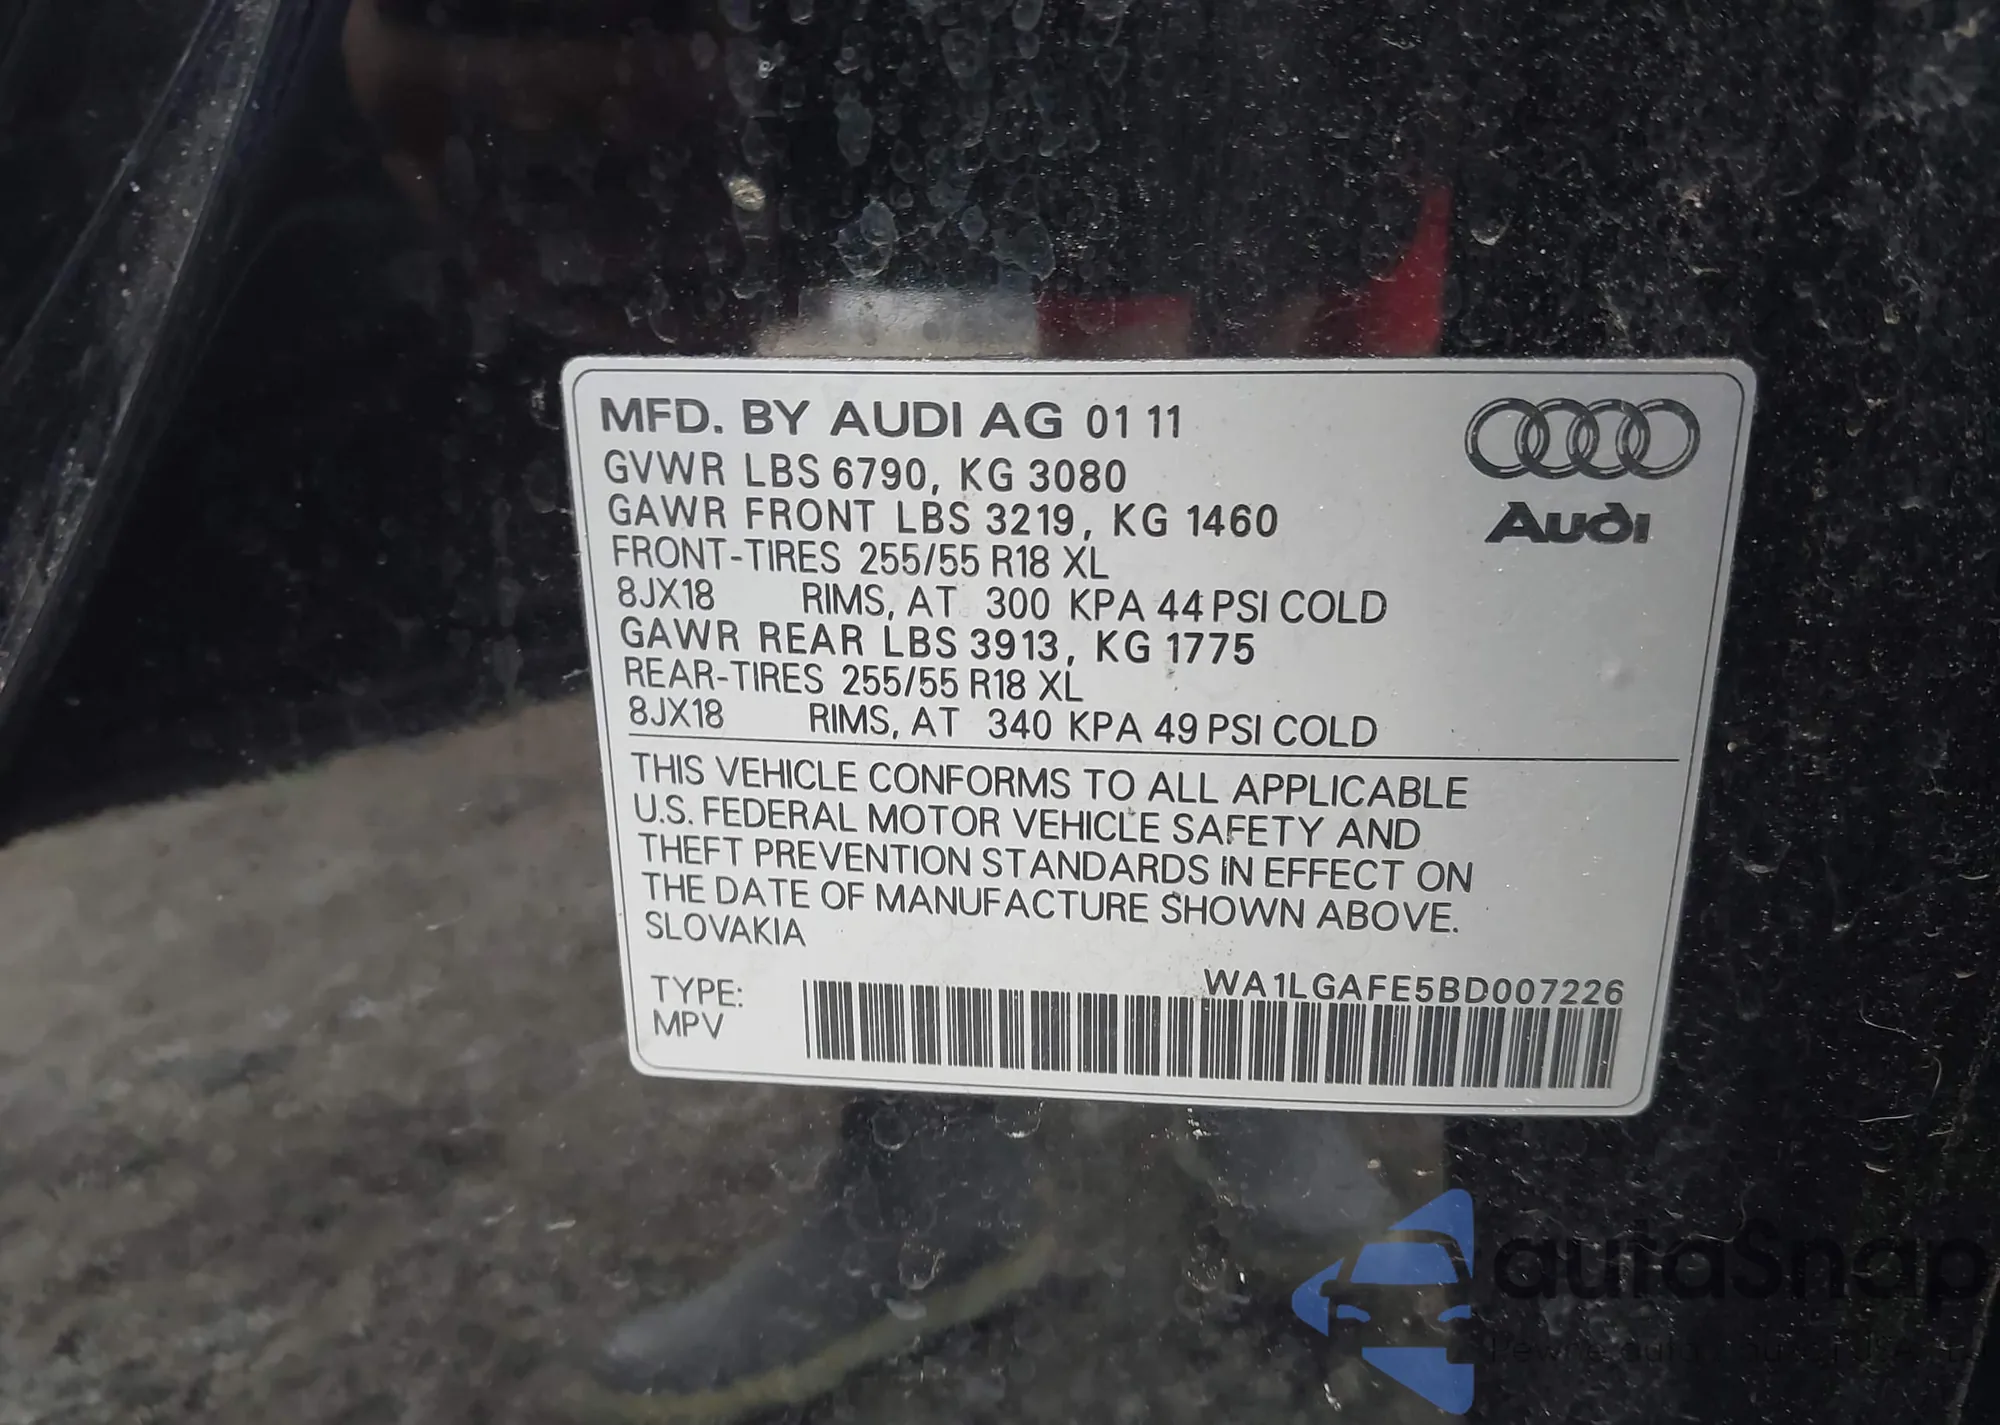 MFD. BY AUDI AG 01 11
GVWR LBS 6790, KG 3080
GAWR FRONT LBS 3219, KG 1460
FRONT-TIRES 255/55 R18 XL
8JX18 RIMS, AT 300 KPA 44 PSI COLD
GAWR REAR LBS 3913, KG 1775
REAR-TIRES 255/55 R18 XL
8JX18 RIMS, AT 340 KPA 49 PSI COLD
Audi
THIS VEHICLE CONFORMS TO ALL APPLICABLE
U.S. FEDERAL MOTOR VEHICLE SAFETY AND
THEFT PREVENTION STANDARDS IN EFFECT ON
THE DATE OF MANUFACTURE SHOWN ABOVE.
SLOVAKIA
WA1LGAFE5BD007226
TYPE:
MPV
autaSnap